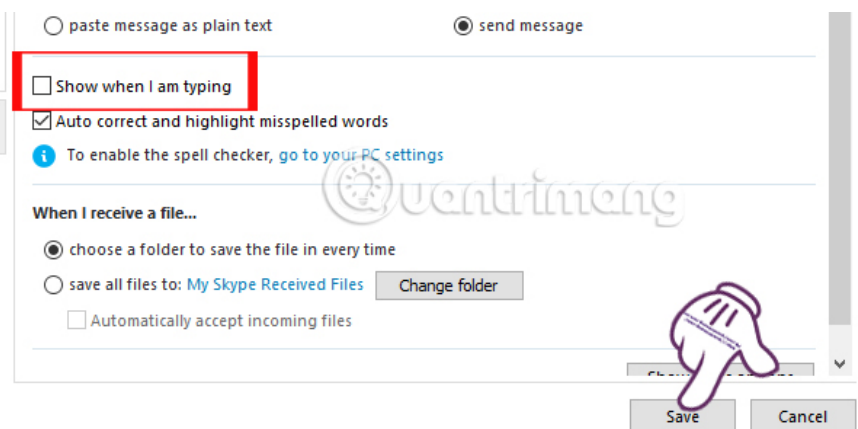 paste message as plain text send message
Show when I am typing
Auto correct and highlight misspelled words
To enable the spell checker, go to your PC settings
Quantrimang
When I receive a file...
choose a folder to save the file in every time
save all files to: My Skype Received Files Change folder
Automatically accept incoming files
Save Cancel